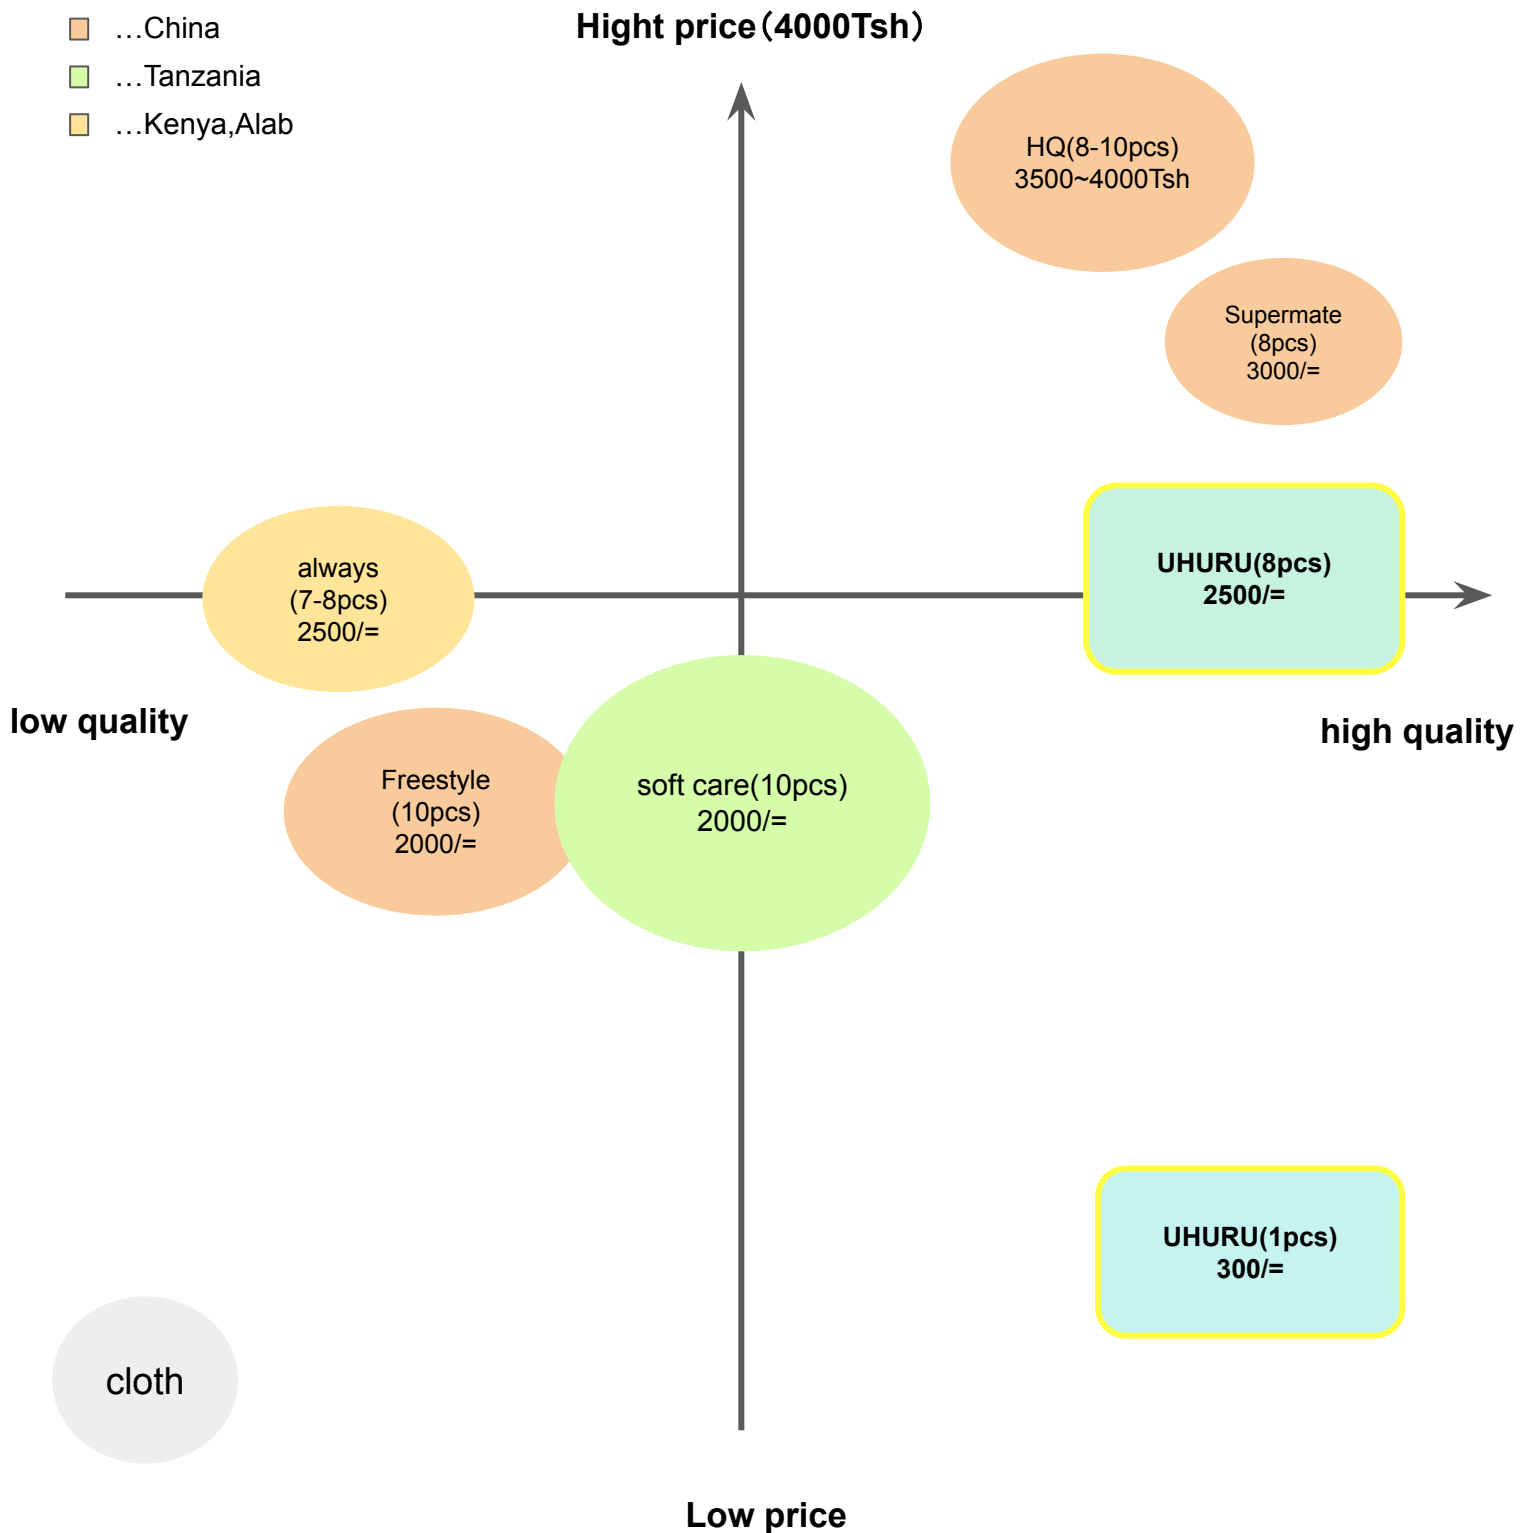 …China
…Tanzania
…Kenya,Alab
Hight price（4000Tsh）
HQ(8-10pcs)
3500~4000Tsh
Supermate
(8pcs)
3000/=
UHURU(8pcs)
2500/=
always
(7-8pcs)
2500/=
low quality
high quality
Freestyle
(10pcs)
2000/=
soft care(10pcs)
2000/=
UHURU(1pcs)
300/=
cloth
Low price